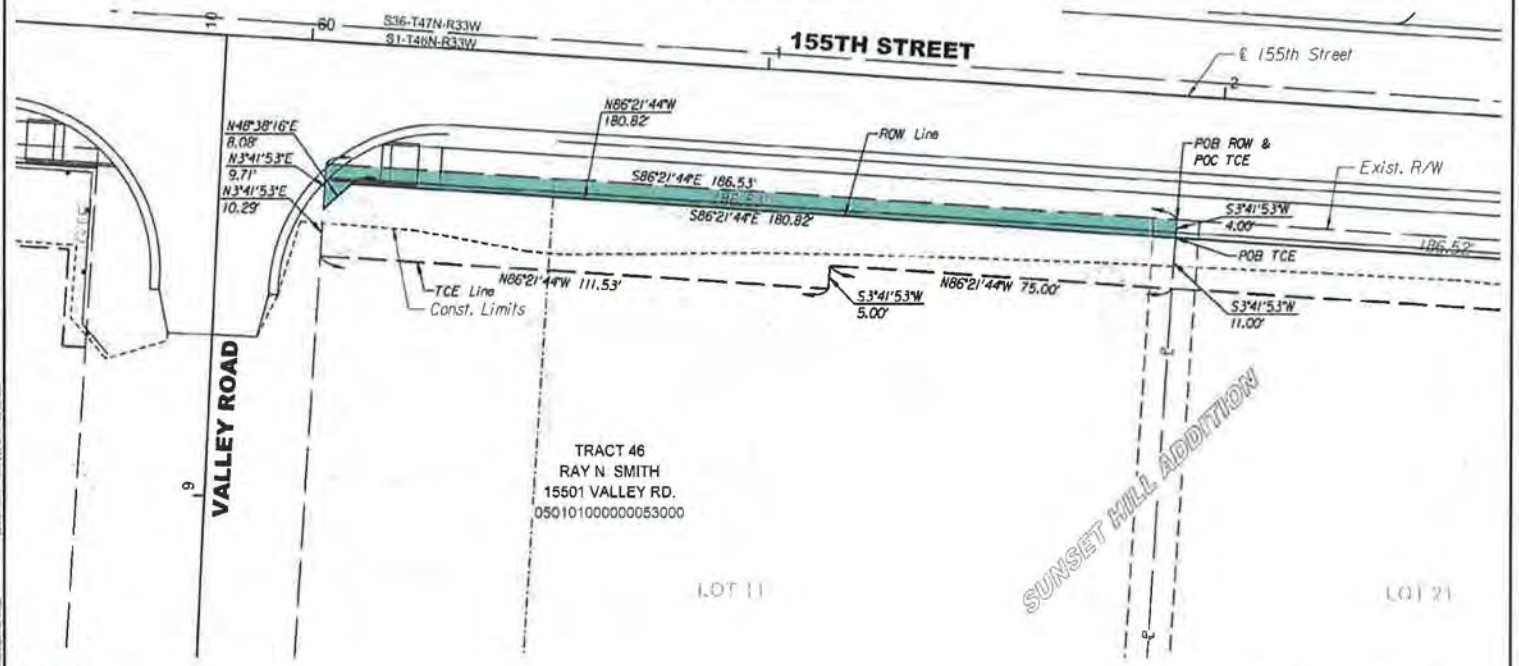 10
60
S36-T47N-R33W
S1-T46N-R33W
155TH STREET
1
℄ 155th Street
2
N86°21'44"W
180.82'
ROW Line
POB ROW &
POC TCE
Exist. R/W
N48°38'16"E
8.08'
N3°41'53"E
9.71'
N3°41'53"E
10.29'
S86°21'44"E 186.53'
S86°21'44"E 180.82'
S3°41'53"W
4.00'
186.52'
POB TCE
TCE Line
Const. Limits
N86°21'44"W 111.53'
S3°41'53"W
5.00'
N86°21'44"W 75.00'
S3°41'53"W
11.00'
VALLEY ROAD
9
TRACT 46
RAY N SMITH
15501 VALLEY RD.
050101000000053000
SUNSET HILL ADDITION
LOT 11
LOT 21